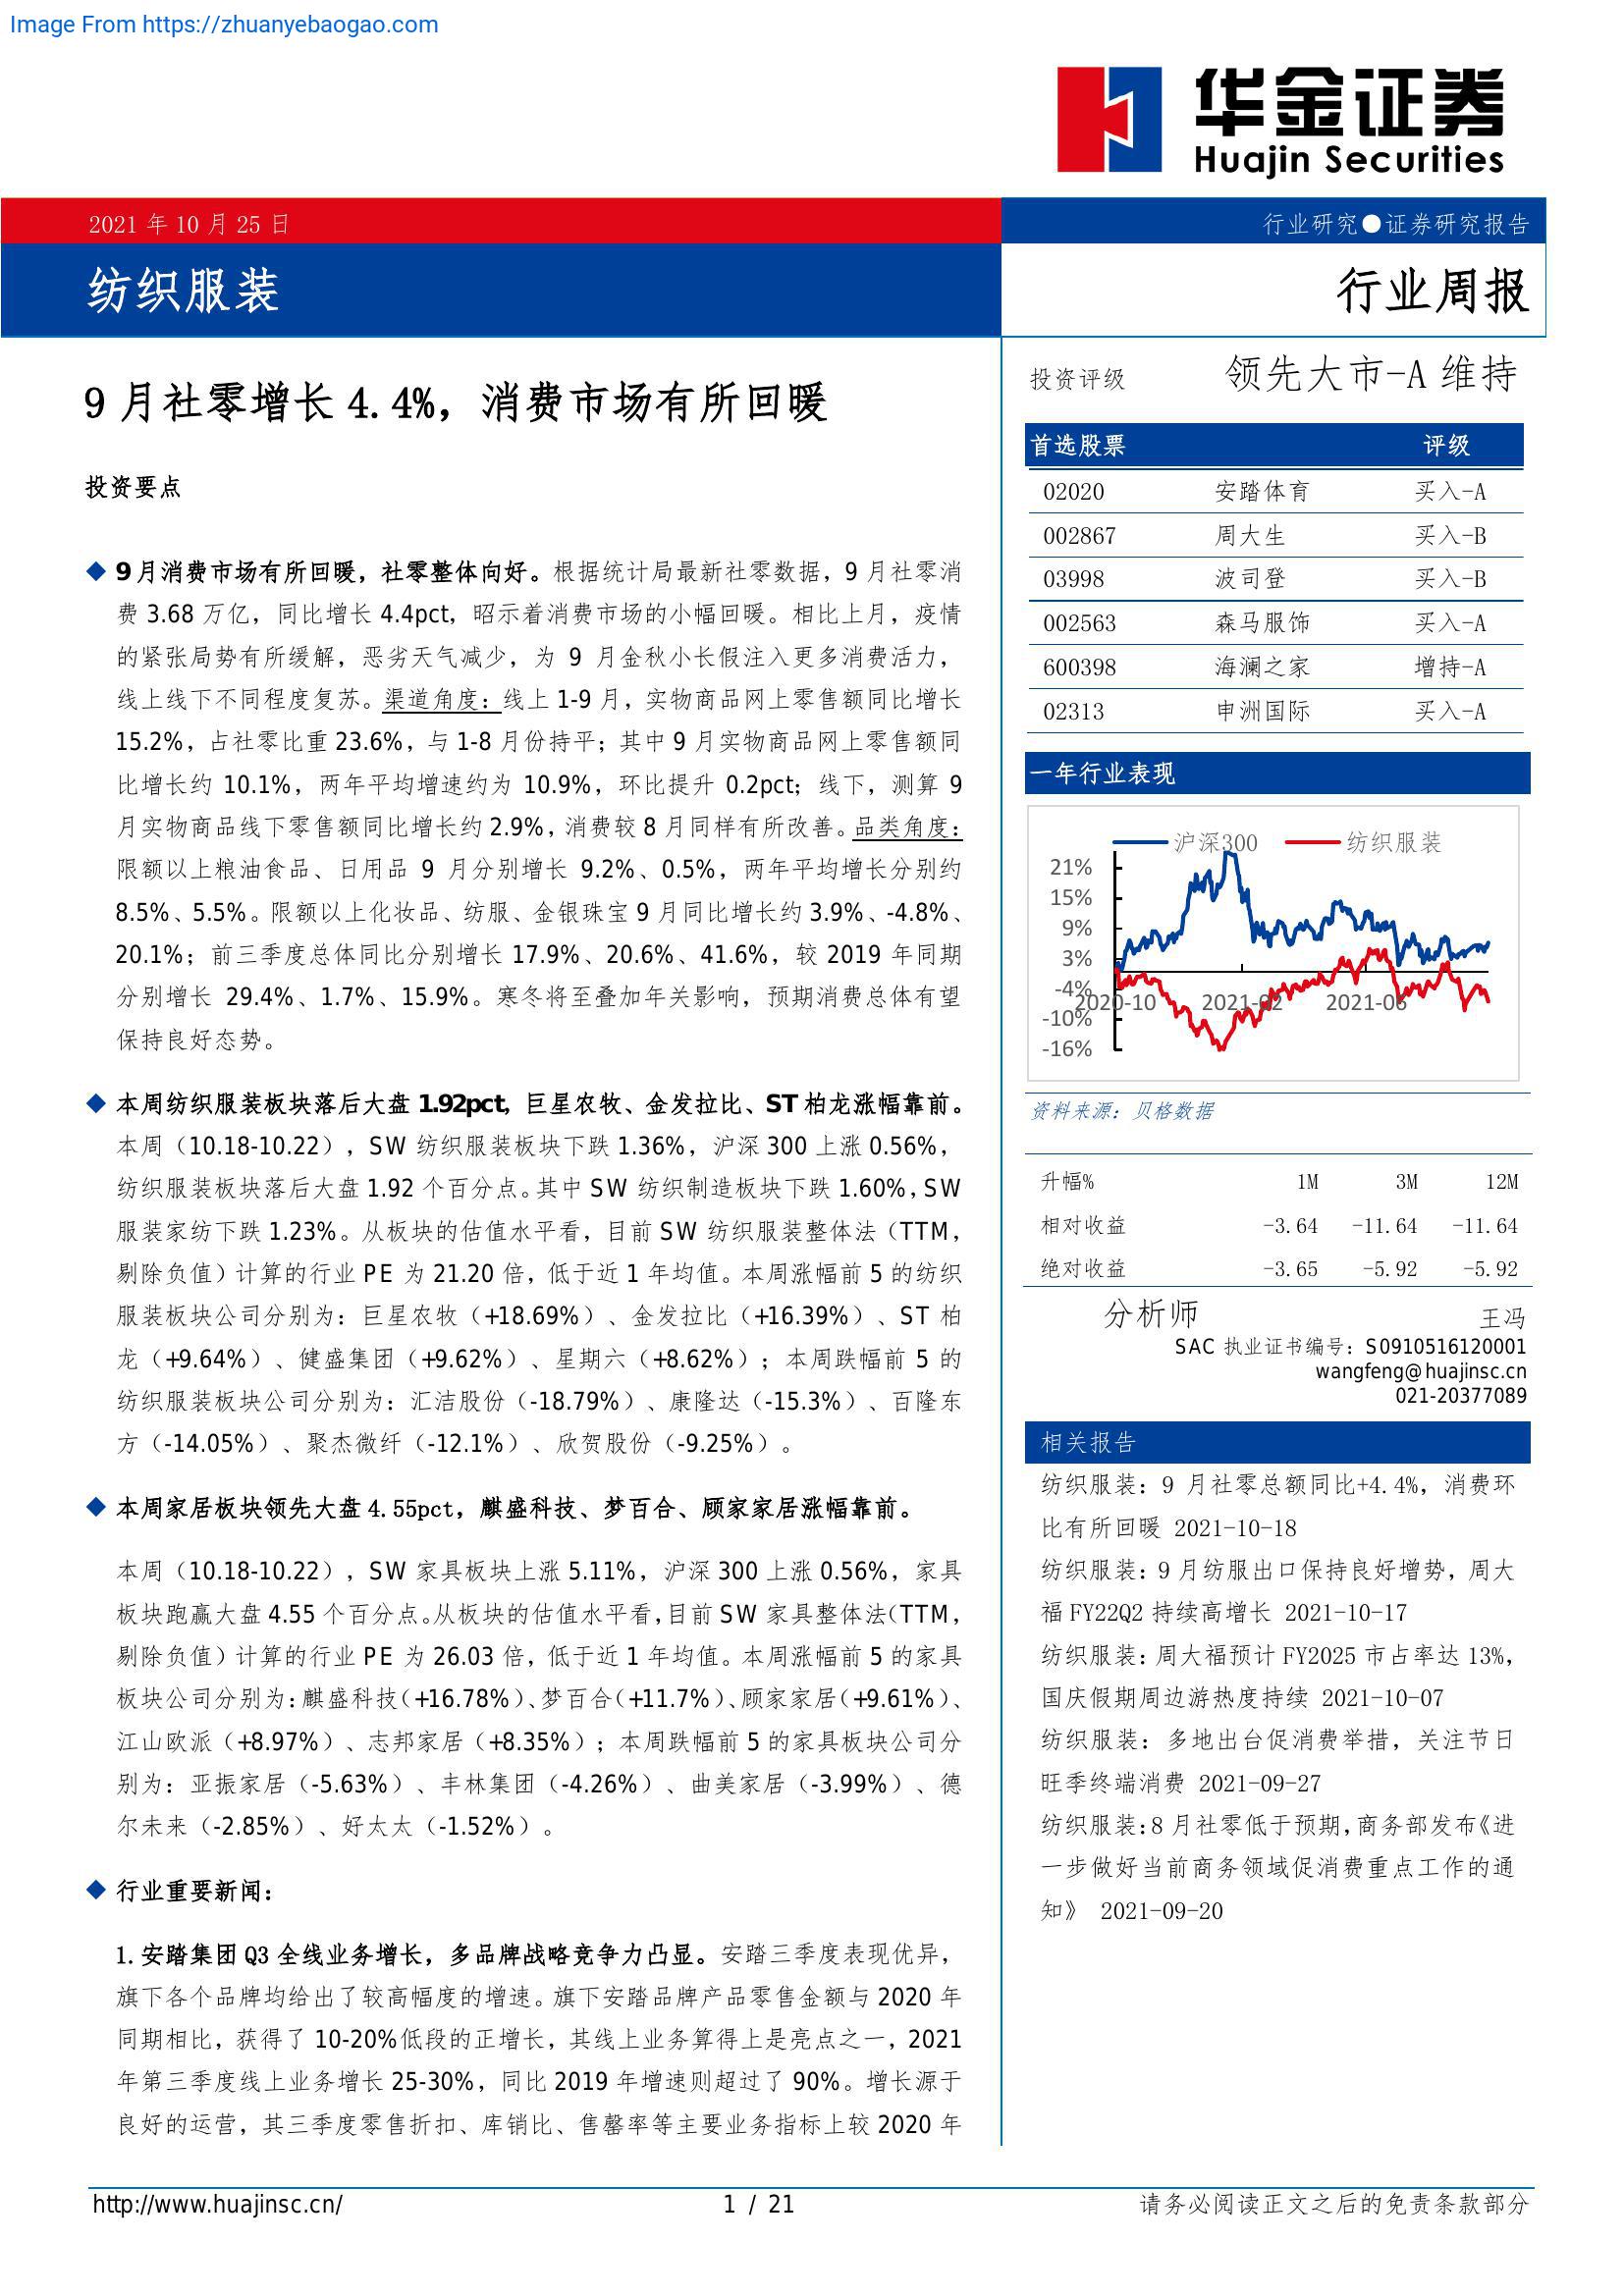 Image From https://zhuanyebaogao.com
华金证券
Huajin Securities
2021 年 10 月 25 日
行业研究●证券研究报告
纺织服装
行业周报
9 月社零增长 4.4%，消费市场有所回暖
投资要点
◆ 9 月消费市场有所回暖，社零整体向好。根据统计局最新社零数据，9 月社零消
费 3.68 万亿，同比增长 4.4pct，昭示着消费市场的小幅回暖。相比上月，疫情
的紧张局势有所缓解，恶劣天气减少，为 9 月金秋小长假注入更多消费活力，
线上线下不同程度复苏。渠道角度：线上 1-9 月，实物商品网上零售额同比增长
15.2%，占社零比重 23.6%，与 1-8 月份持平；其中 9 月实物商品网上零售额同
比增长约 10.1%，两年平均增速约为 10.9%，环比提升 0.2pct；线下，测算 9
月实物商品线下零售额同比增长约 2.9%，消费较 8 月同样有所改善。品类角度：
限额以上粮油食品、日用品 9 月分别增长 9.2%、0.5%，两年平均增长分别约
8.5%、5.5%。限额以上化妆品、纺服、金银珠宝 9 月同比增长约 3.9%、-4.8%、
20.1%；前三季度总体同比分别增长 17.9%、20.6%、41.6%，较 2019 年同期
分别增长 29.4%、1.7%、15.9%。寒冬将至叠加年关影响，预期消费总体有望
保持良好态势。
◆ 本周纺织服装板块落后大盘 1.92pct，巨星农牧、金发拉比、ST 柏龙涨幅靠前。
本周（10.18-10.22），SW 纺织服装板块下跌 1.36%，沪深 300 上涨 0.56%，
纺织服装板块落后大盘 1.92 个百分点。其中 SW 纺织制造板块下跌 1.60%，SW
服装家纺下跌 1.23%。从板块的估值水平看，目前 SW 纺织服装整体法（TTM，
剔除负值）计算的行业 PE 为 21.20 倍，低于近 1 年均值。本周涨幅前 5 的纺织
服装板块公司分别为：巨星农牧（+18.69%）、金发拉比（+16.39%）、ST 柏
龙（+9.64%）、健盛集团（+9.62%）、星期六（+8.62%）；本周跌幅前 5 的
纺织服装板块公司分别为：汇洁股份（-18.79%）、康隆达（-15.3%）、百隆东
方（-14.05%）、聚杰微纤（-12.1%）、欣贺股份（-9.25%）。
◆ 本周家居板块领先大盘 4.55pct，麒盛科技、梦百合、顾家家居涨幅靠前。
本周（10.18-10.22），SW 家具板块上涨 5.11%，沪深 300 上涨 0.56%，家具
板块跑赢大盘 4.55 个百分点。从板块的估值水平看，目前 SW 家具整体法（TTM，
剔除负值）计算的行业 PE 为 26.03 倍，低于近 1 年均值。本周涨幅前 5 的家具
板块公司分别为：麒盛科技（+16.78%）、梦百合（+11.7%）、顾家家居（+9.61%）、
江山欧派（+8.97%）、志邦家居（+8.35%）；本周跌幅前 5 的家具板块公司分
别为：亚振家居（-5.63%）、丰林集团（-4.26%）、曲美家居（-3.99%）、德
尔未来（-2.85%）、好太太（-1.52%）。
◆ 行业重要新闻：
1. 安踏集团 Q3 全线业务增长，多品牌战略竞争力凸显。安踏三季度表现优异，
旗下各个品牌均给出了较高幅度的增速。旗下安踏品牌产品零售金额与 2020 年
同期相比，获得了 10-20%低段的正增长，其线上业务算得上是亮点之一，2021
年第三季度线上业务增长 25-30%，同比 2019 年增速则超过了 90%。增长源于
良好的运营，其三季度零售折扣、库销比、售罄率等主要业务指标上较 2020 年
投资评级 领先大市-A 维持
首选股票 评级
02020 安踏体育 买入-A
002867 周大生 买入-B
03998 波司登 买入-B
002563 森马服饰 买入-A
600398 海澜之家 增持-A
02313 申洲国际 买入-A
一年行业表现
沪深300 纺织服装
21%
15%
9%
3%
-4%
2020-10 2021-02 2021-06
-10%
-16%
资料来源：贝格数据
升幅% 1M 3M 12M
相对收益 -3.64 -11.64 -11.64
绝对收益 -3.65 -5.92 -5.92
分析师 王冯
SAC 执业证书编号：S0910516120001
wangfeng@huajinsc.cn
021-20377089
相关报告
纺织服装：9 月社零总额同比+4.4%，消费环
比有所回暖 2021-10-18
纺织服装：9 月纺服出口保持良好增势，周大
福 FY22Q2 持续高增长 2021-10-17
纺织服装：周大福预计 FY2025 市占率达 13%，
国庆假期周边游热度持续 2021-10-07
纺织服装：多地出台促消费举措，关注节日
旺季终端消费 2021-09-27
纺织服装：8 月社零低于预期，商务部发布《进
一步做好当前商务领域促消费重点工作的通
知》 2021-09-20
http://www.huajinsc.cn/ 1 / 21 请务必阅读正文之后的免责条款部分